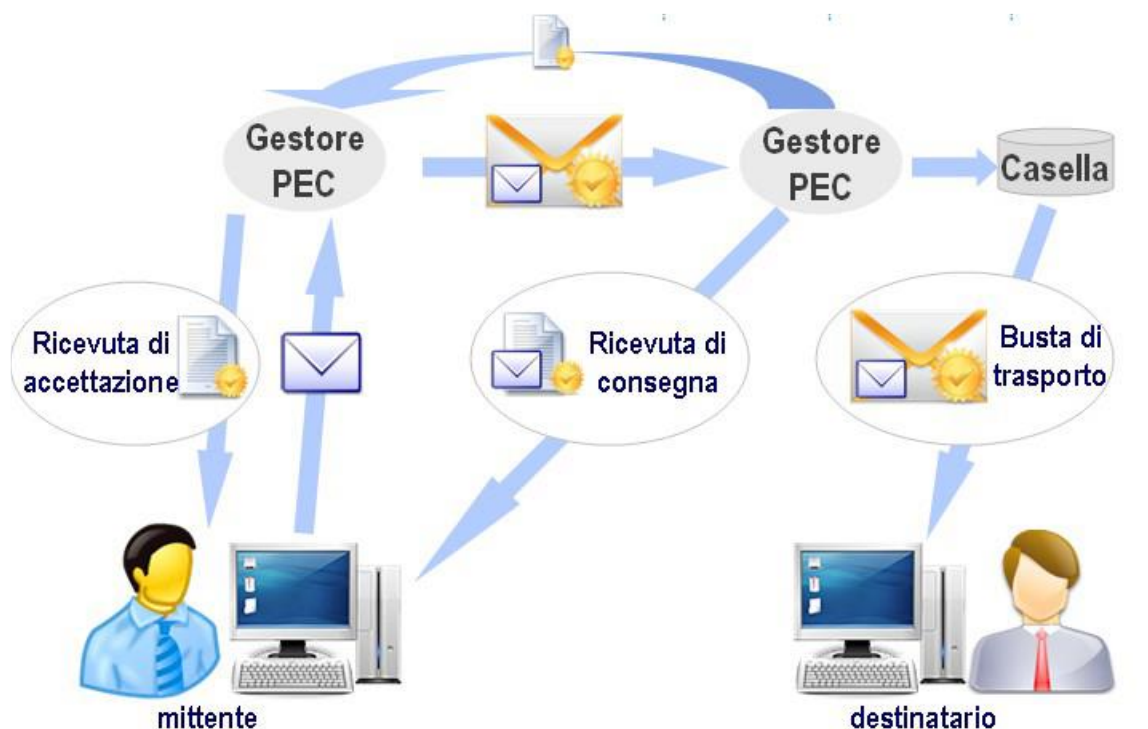 Gestore
PEC
Gestore
PEC
Casella
Ricevuta di
accettazione
Ricevuta di
consegna
Busta di
trasporto
mittente
destinatario